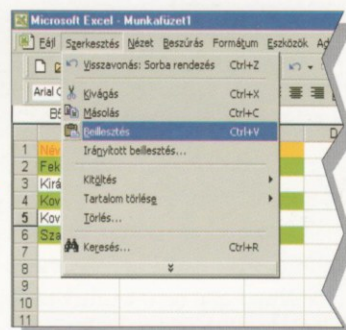 Microsoft Excel - Munkafüzet1
Fájl Szerkesztés Nézet Beszúrás Formátum Eszközök Ad
Visszavonás: Sorba rendezés Ctrl+Z
Arial
Kivágás Ctrl+X
Másolás Ctrl+C
Beillesztés Ctrl+V
Irányított beillesztés...
Kitöltés
Tartalom törlése
Törlés...
Keresés... Ctrl+R
D
1 Név
2 Fek
3 Kirá
4 Kov
5 Kov
6 Sza
7
8
9
10
11